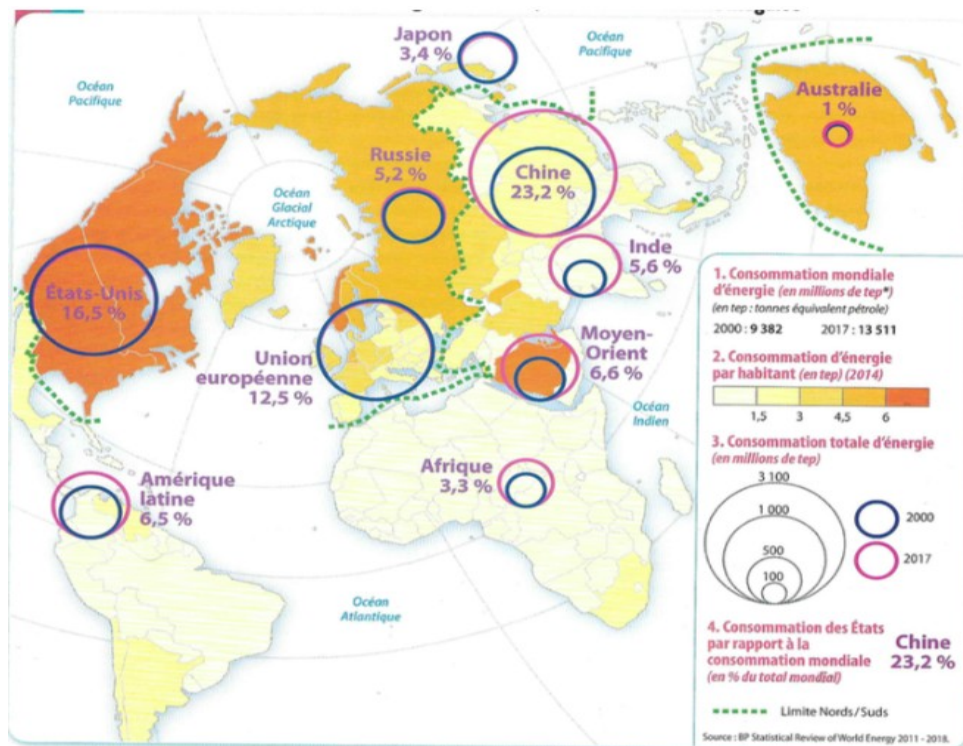 Japon
3,4 %
Océan
Pacifique
Océan
Pacifique
Australie
1 %
Russie
5,2 %
Chine
23,2 %
Océan
Glacial
Arctique
Inde
5,6 %
États-Unis
16,5 %
Union
européenne
12,5 %
Moyen-
Orient
6,6 %
Océan
Indien
Amérique
latine
6,5 %
Afrique
3,3 %
Océan
Atlantique
1. Consommation mondiale
d'énergie (en millions de tep*)
(en tep : tonnes équivalent pétrole)
2000 : 9 382 2017 : 13 511
2. Consommation d'énergie
par habitant (en tep) (2014)
1,5 3 4,5 6
3. Consommation totale d'énergie
(en millions de tep)
3 100
1 000
500
100
2000
2017
4. Consommation des États
par rapport à la
consommation mondiale
(en % du total mondial)
Chine
23,2 %
Limite Nords/Suds
Source : BP Statistical Review of World Energy 2011 - 2018.